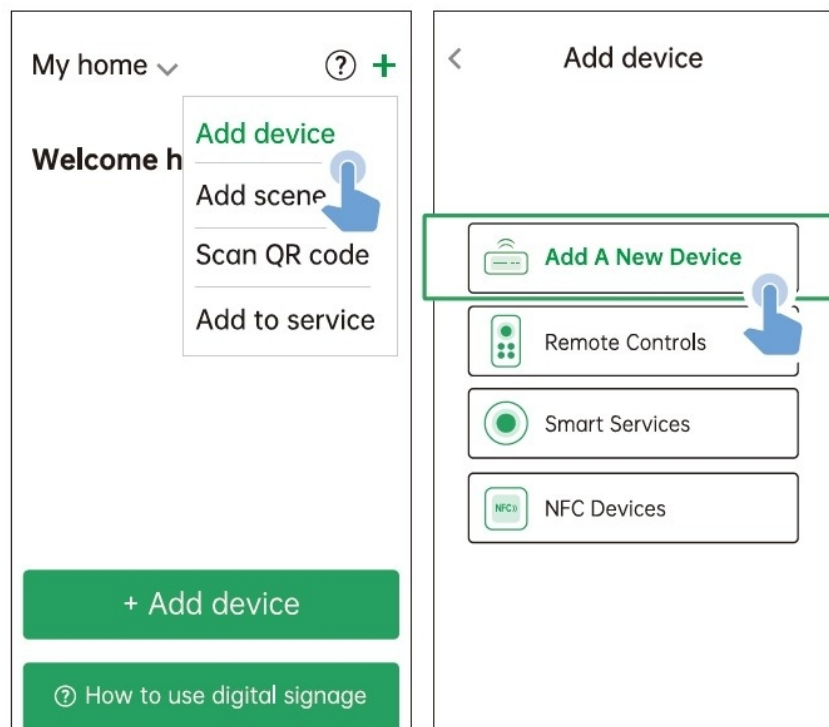 My home
?
+
Add device
Welcome h
Add scene
Scan QR code
Add to service
+ Add device
? How to use digital signage
<
Add device
Add A New Device
Remote Controls
Smart Services
NFC
NFC Devices